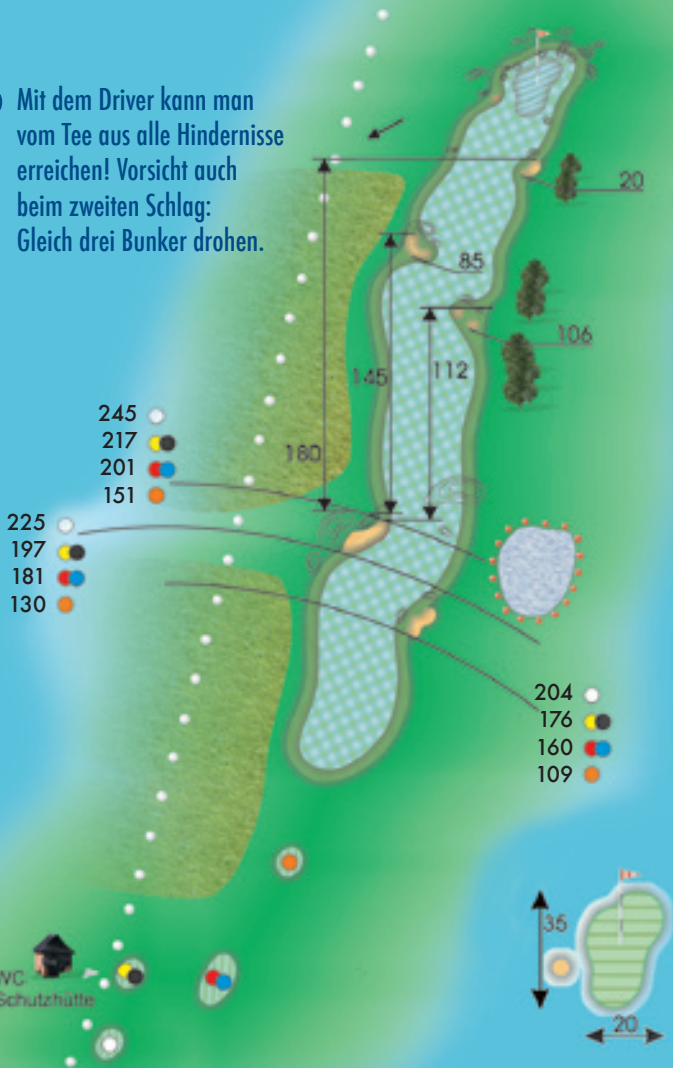 Mit dem Driver kann man
vom Tee aus alle Hindernisse
erreichen! Vorsicht auch
beim zweiten Schlag:
Gleich drei Bunker drohen.
20
85
106
145
112
180
245
217
201
151
225
197
181
130
204
176
160
109
35
20
WC
Schutzhütte